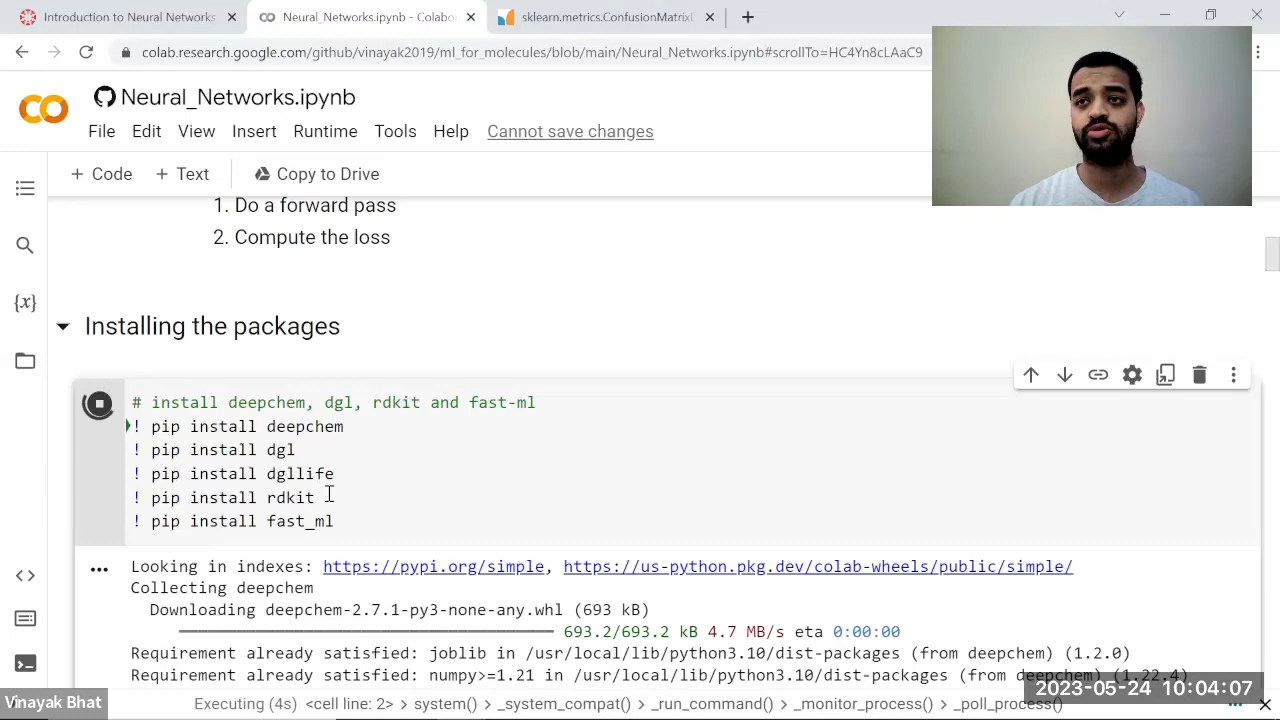 Introduction to Neural Networks
Neural Networks.ipynb - Colabo
sklearn.metrics.ConfusionMatrixD
colab.research.google.com/github/vinayak2019/ml_for_molecules/blob/main/Neural_Networks.ipynb#scrollTo=HC4Yn8cLAaC9
Neural_Networks.ipynb
File Edit View Insert Runtime Tools Help Cannot save changes
+ Code + Text Copy to Drive
1. Do a forward pass
2. Compute the loss
{x}
Installing the packages
# install deepchem, dgl, rdkit and fast-ml
! pip install deepchem
! pip install dgl
! pip install dgllife
! pip install rdkit
! pip install fast_ml
Looking in indexes: https://pypi.org/simple, https://us-python.pkg.dev/colab-wheels/public/simple/
Collecting deepchem
Downloading deepchem-2.7.1-py3-none-any.whl (693 kB)
693.2/693.2 kB 4.7 MB/s eta 0:00:00
Requirement already satisfied: joblib in /usr/local/lib/python3.10/dist-packages (from deepchem) (1.2.0)
Requirement already satisfied: numpy>=1.21 in /usr/local/lib/python3.10/dist-packages (from deepchem) (1.22.4)
2023-05-24 10:04:07
Vinayak Bhat
Executing (4s) <cell line: 2> > system() > _system_compat() > _run_command() > _monitor_process() > _poll_process()